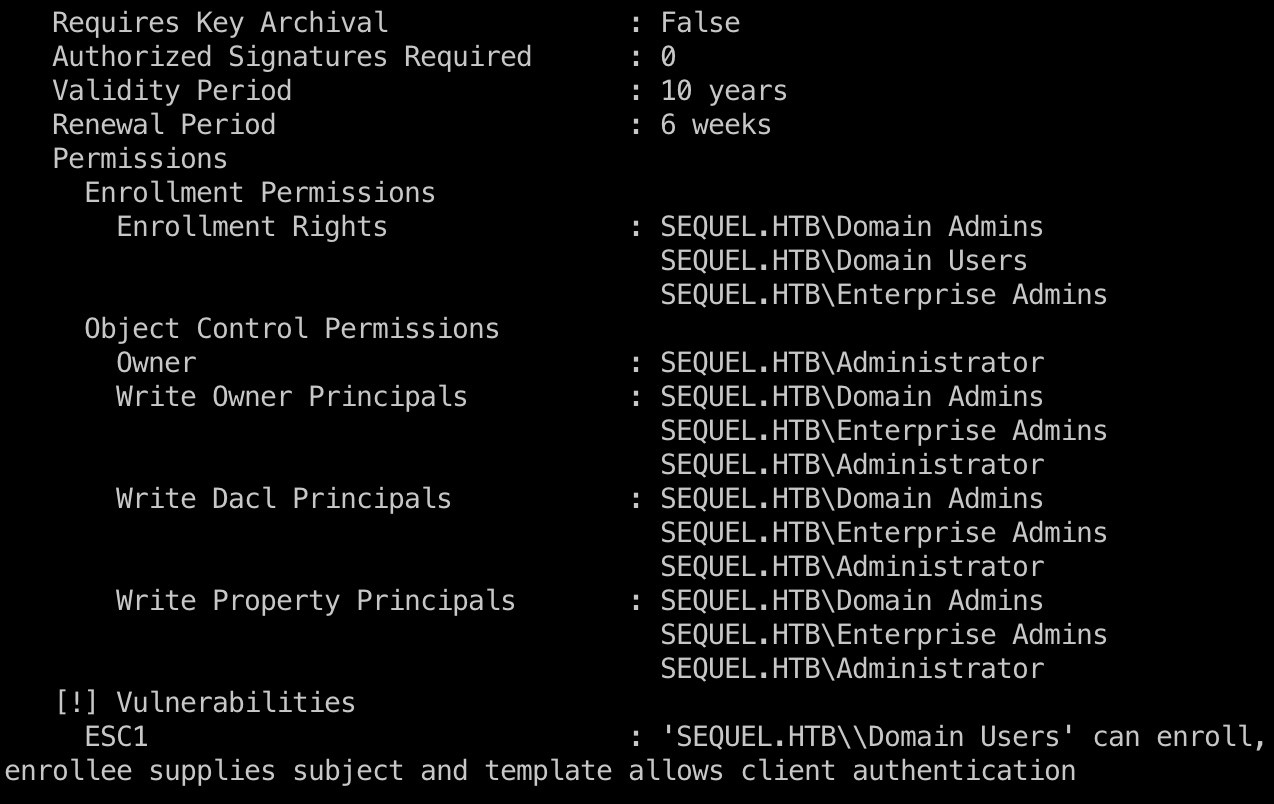 Requires Key Archival : False
Authorized Signatures Required : 0
Validity Period : 10 years
Renewal Period : 6 weeks
Permissions
Enrollment Permissions
Enrollment Rights : SEQUEL.HTB\Domain Admins
SEQUEL.HTB\Domain Users
SEQUEL.HTB\Enterprise Admins
Object Control Permissions
Owner : SEQUEL.HTB\Administrator
Write Owner Principals : SEQUEL.HTB\Domain Admins
SEQUEL.HTB\Enterprise Admins
SEQUEL.HTB\Administrator
Write Dacl Principals : SEQUEL.HTB\Domain Admins
SEQUEL.HTB\Enterprise Admins
SEQUEL.HTB\Administrator
Write Property Principals : SEQUEL.HTB\Domain Admins
SEQUEL.HTB\Enterprise Admins
SEQUEL.HTB\Administrator
[!] Vulnerabilities
ESC1 : 'SEQUEL.HTB\\Domain Users' can enroll,
enrollee supplies subject and template allows client authentication